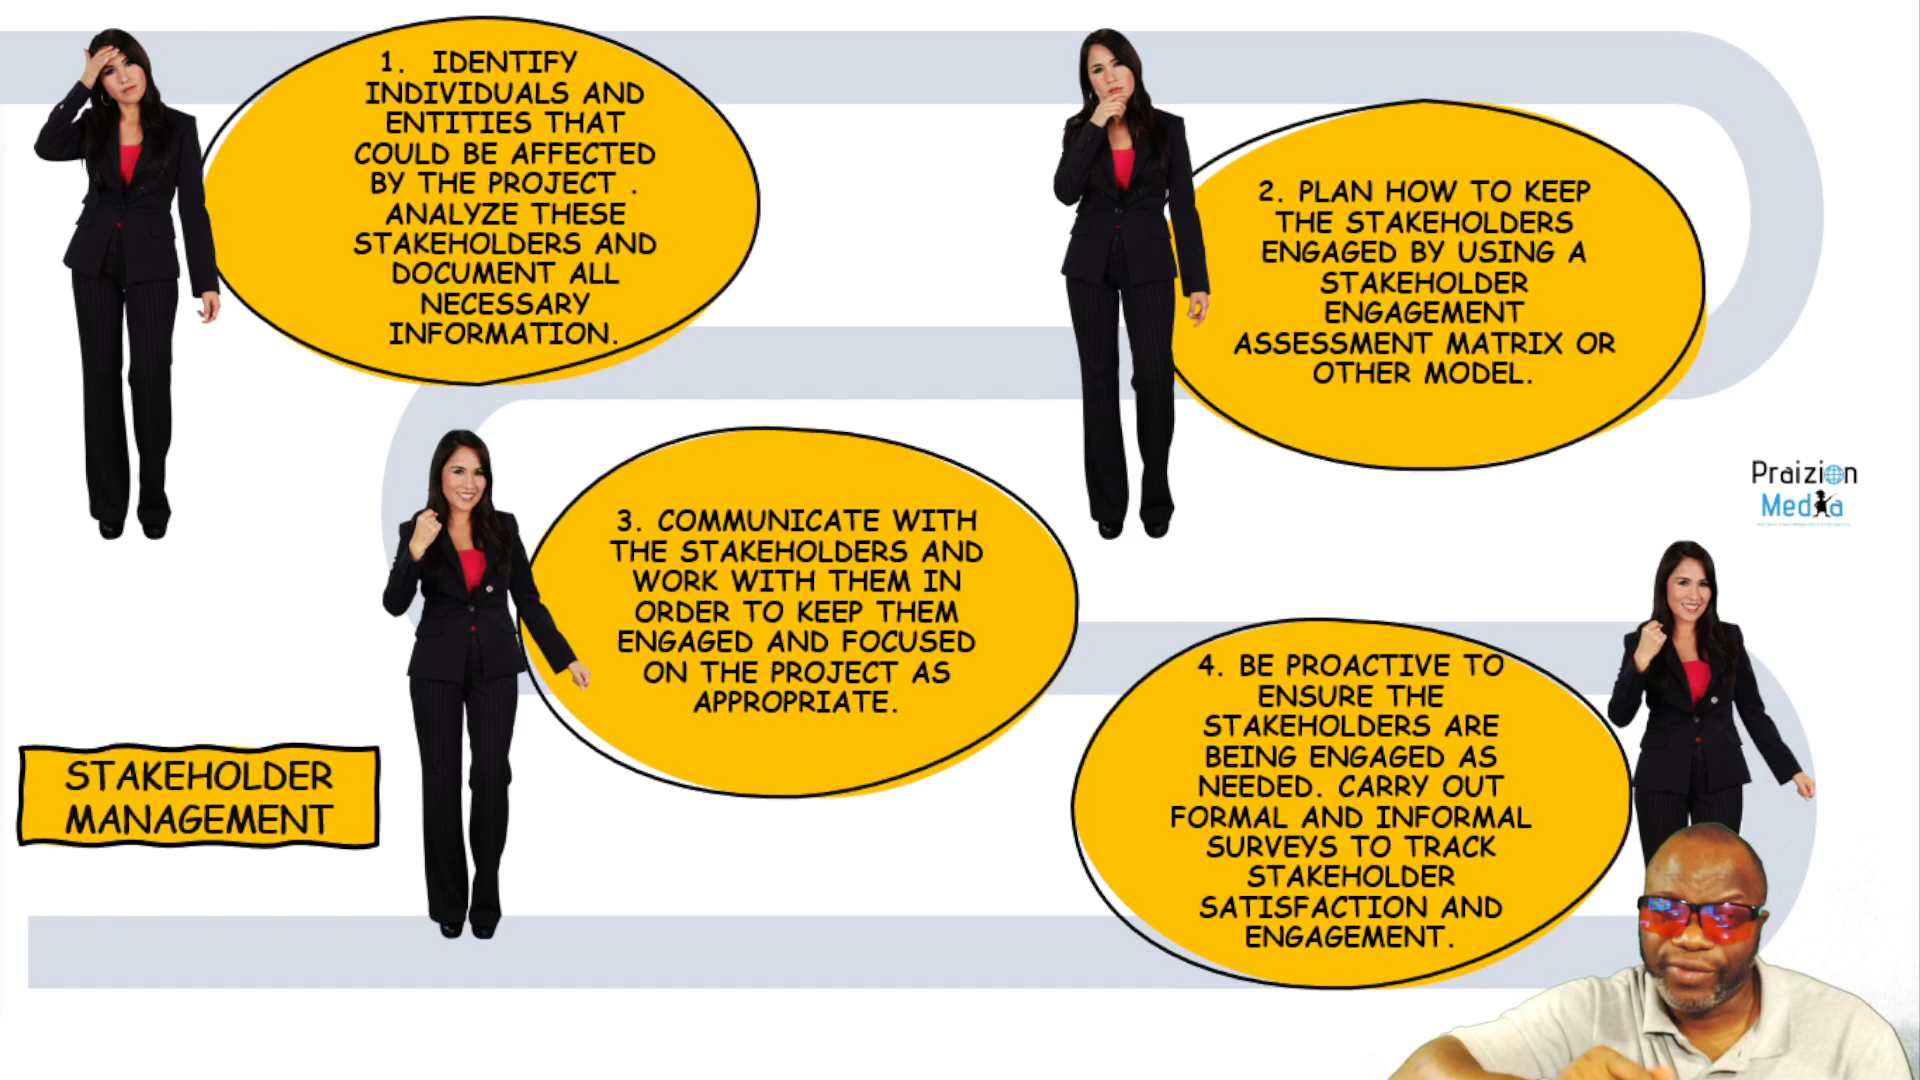 1. IDENTIFY
INDIVIDUALS AND
ENTITIES THAT
COULD BE AFFECTED
BY THE PROJECT .
ANALYZE THESE
STAKEHOLDERS AND
DOCUMENT ALL
NECESSARY
INFORMATION.
2. PLAN HOW TO KEEP
THE STAKEHOLDERS
ENGAGED BY USING A
STAKEHOLDER
ENGAGEMENT
ASSESSMENT MATRIX OR
OTHER MODEL.
Praizion
Media
3. COMMUNICATE WITH
THE STAKEHOLDERS AND
WORK WITH THEM IN
ORDER TO KEEP THEM
ENGAGED AND FOCUSED
ON THE PROJECT AS
APPROPRIATE.
4. BE PROACTIVE TO
ENSURE THE
STAKEHOLDERS ARE
BEING ENGAGED AS
NEEDED. CARRY OUT
FORMAL AND INFORMAL
SURVEYS TO TRACK
STAKEHOLDER
SATISFACTION AND
ENGAGEMENT.
STAKEHOLDER
MANAGEMENT